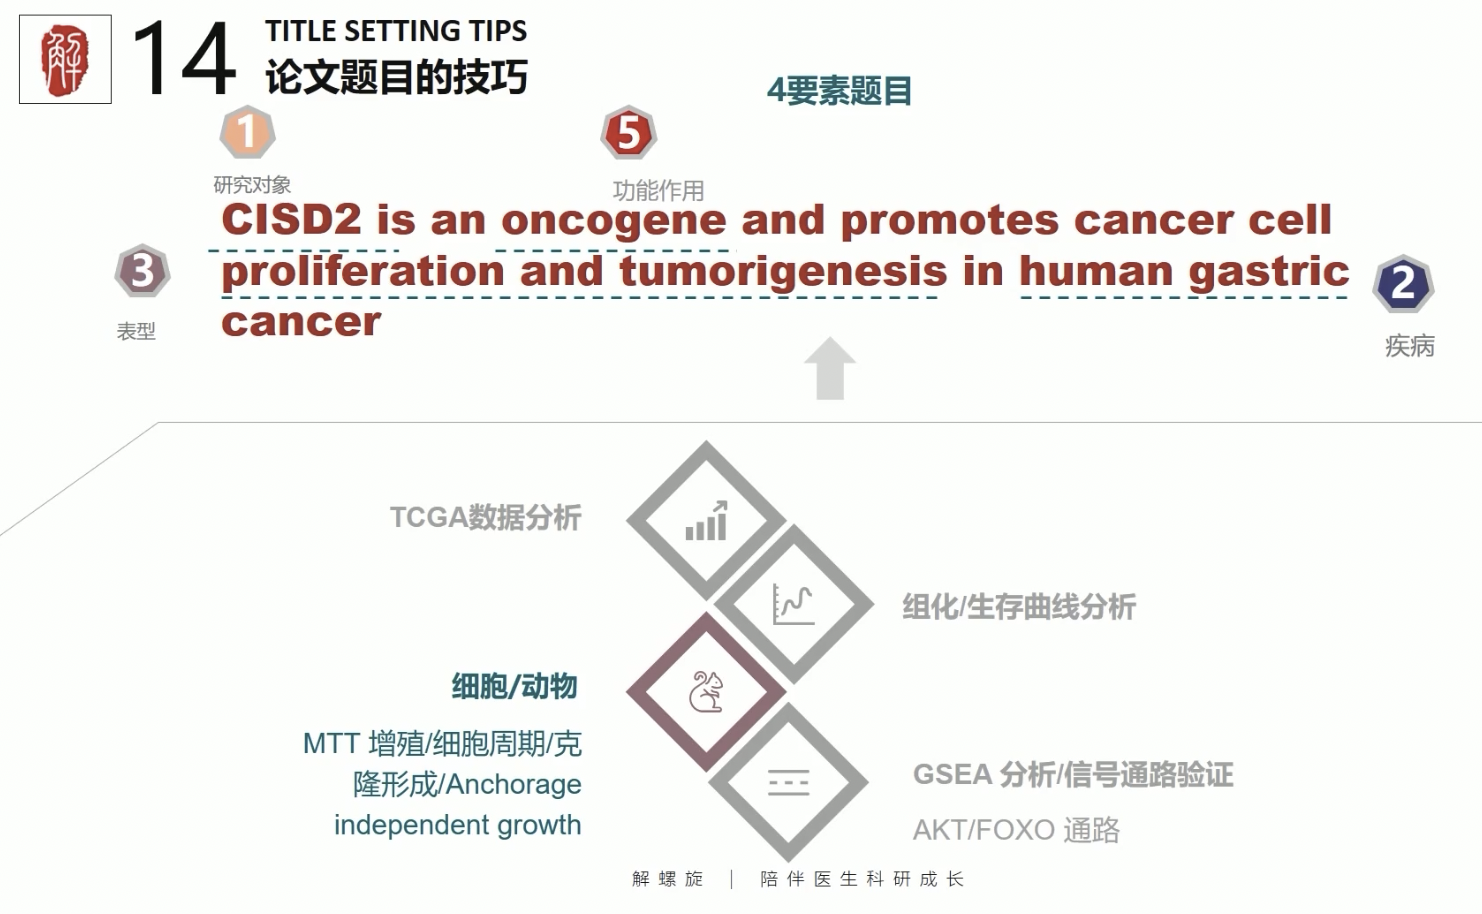 解
14
TITLE SETTING TIPS
论文题目的技巧
4要素题目
1
研究对象
5
功能作用
CISD2 is an oncogene and promotes cancer cell
proliferation and tumorigenesis in human gastric
cancer
3
表型
2
疾病
TCGA数据分析
组化/生存曲线分析
细胞/动物
MTT 增殖/细胞周期/克
隆形成/Anchorage
independent growth
GSEA 分析/信号通路验证
AKT/FOXO 通路
解螺旋 | 陪伴医生科研成长